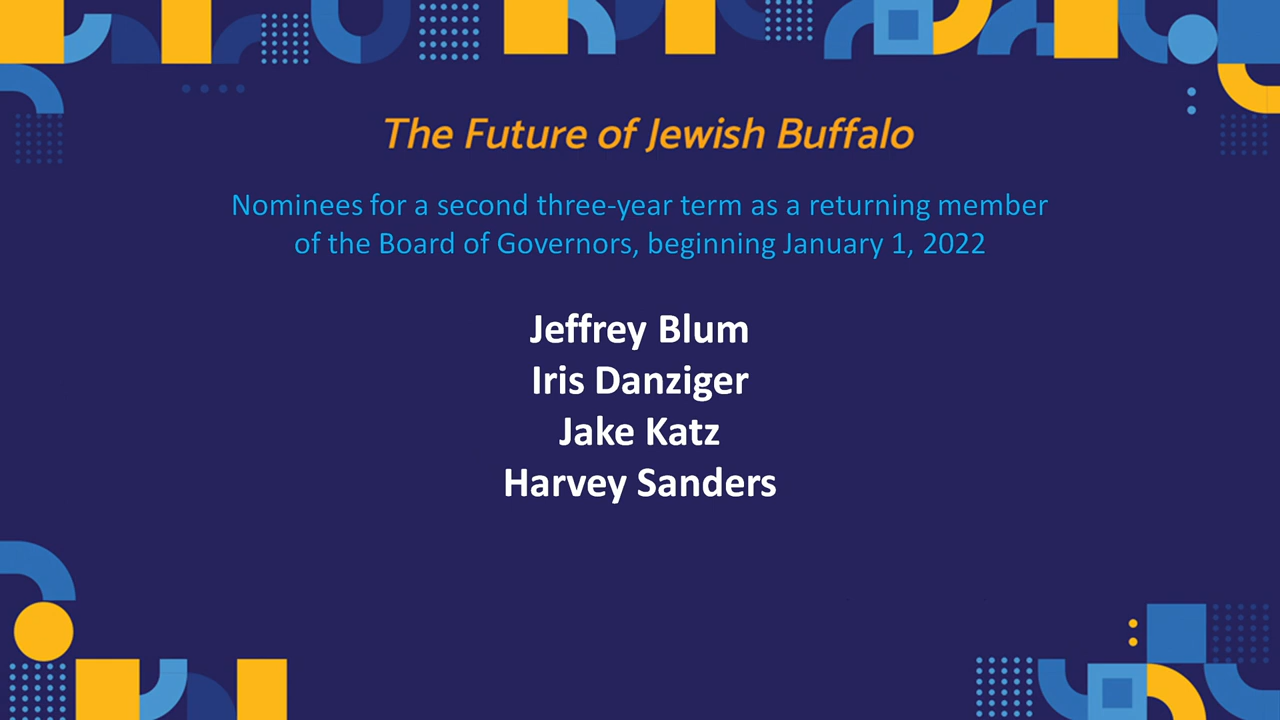 The Future of Jewish Buffalo
Nominees for a second three-year term as a returning member
of the Board of Governors, beginning January 1, 2022
Jeffrey Blum
Iris Danziger
Jake Katz
Harvey Sanders